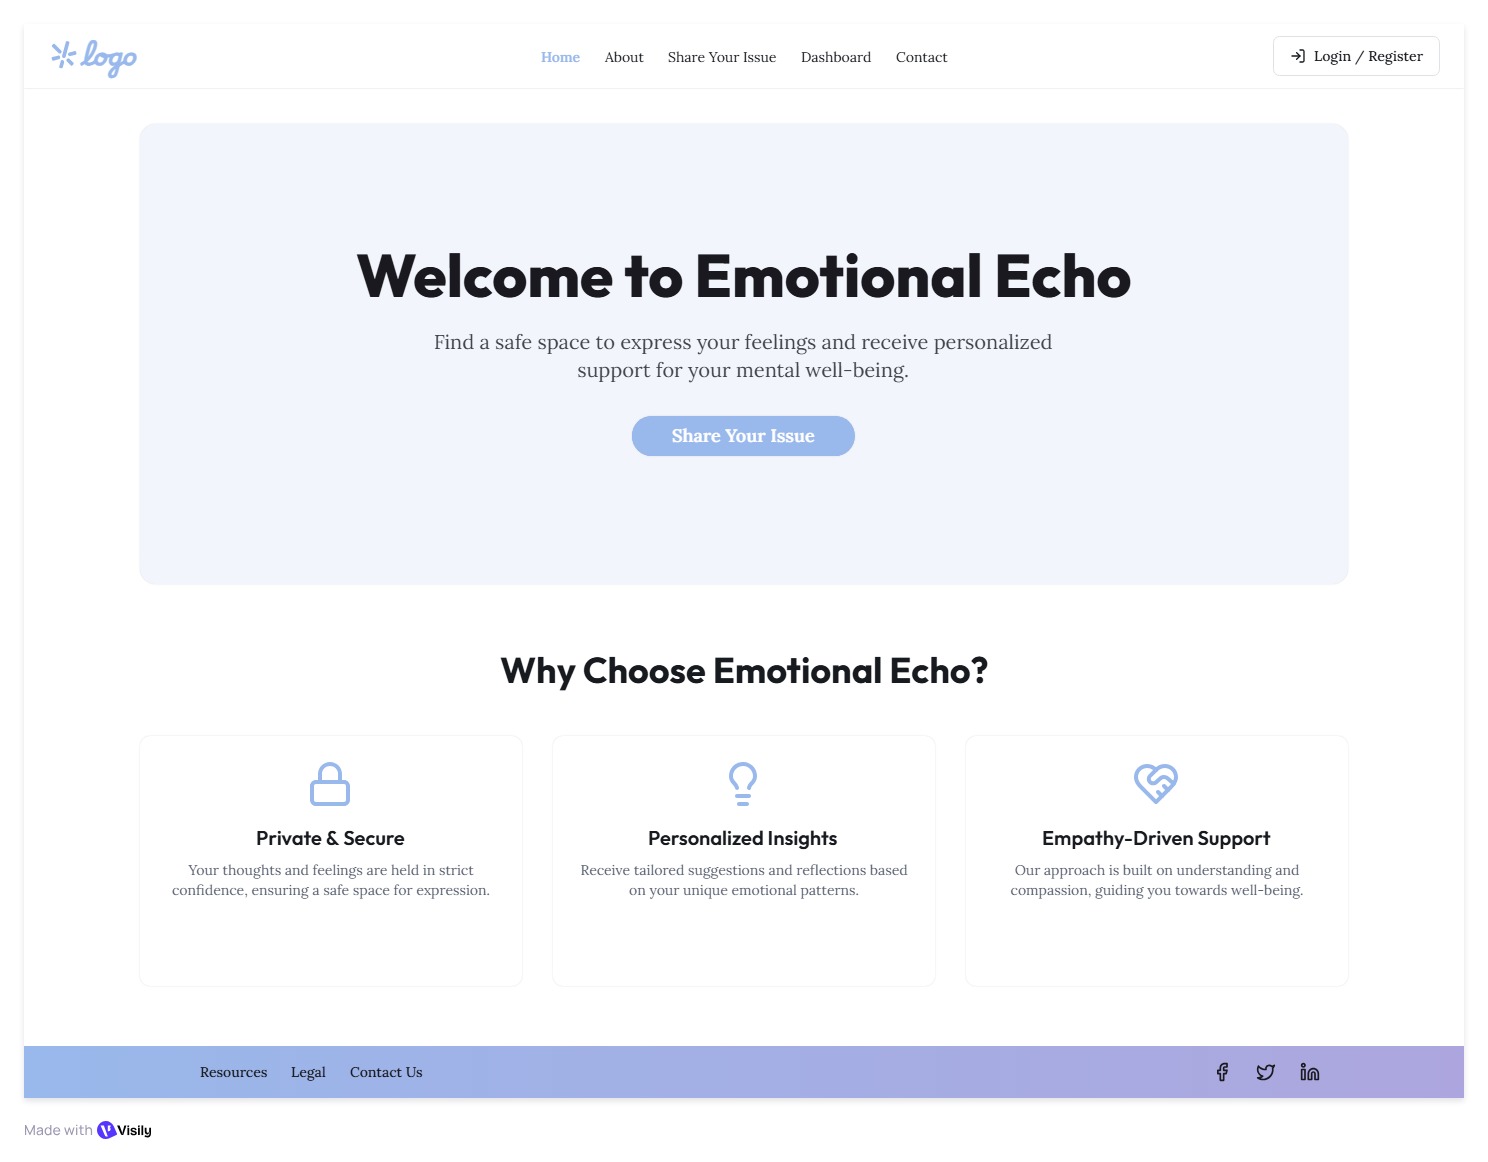 logo
Home
About
Share Your Issue
Dashboard
Contact
Login / Register
Welcome to Emotional Echo
Find a safe space to express your feelings and receive personalized
support for your mental well-being.
Share Your Issue
Why Choose Emotional Echo?
Private & Secure
Your thoughts and feelings are held in strict
confidence, ensuring a safe space for expression.
Personalized Insights
Receive tailored suggestions and reflections based
on your unique emotional patterns.
Empathy-Driven Support
Our approach is built on understanding and
compassion, guiding you towards well-being.
Resources
Legal
Contact Us
Made with Visily